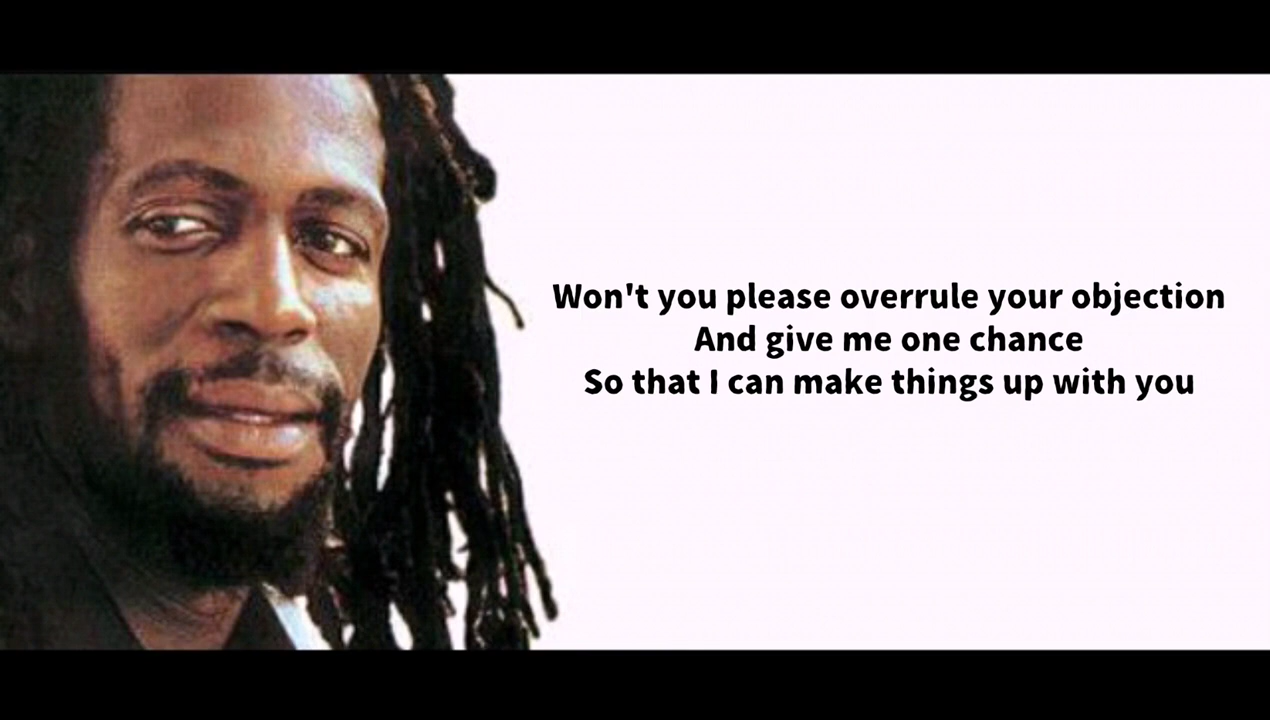 Won't you please overrule your objection
And give me one chance
So that I can make things up with you